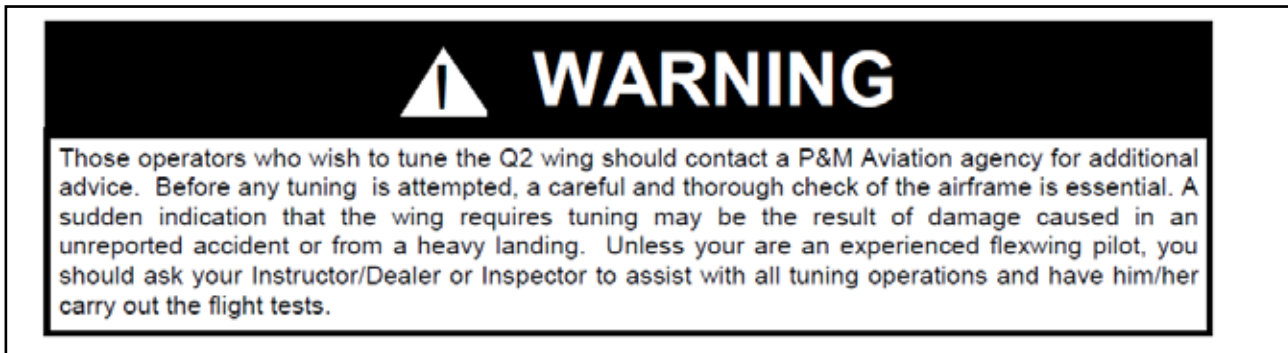 WARNING
Those operators who wish to tune the Q2 wing should contact a P&M Aviation agency for additional
advice.  Before any tuning  is attempted, a careful and thorough check of the airframe is essential. A
sudden indication that the wing requires tuning may be the result of damage caused in an
unreported accident or from a heavy landing.  Unless your are an experienced flexwing pilot, you
should ask your Instructor/Dealer or Inspector to assist with all tuning operations and have him/her
carry out the flight tests.